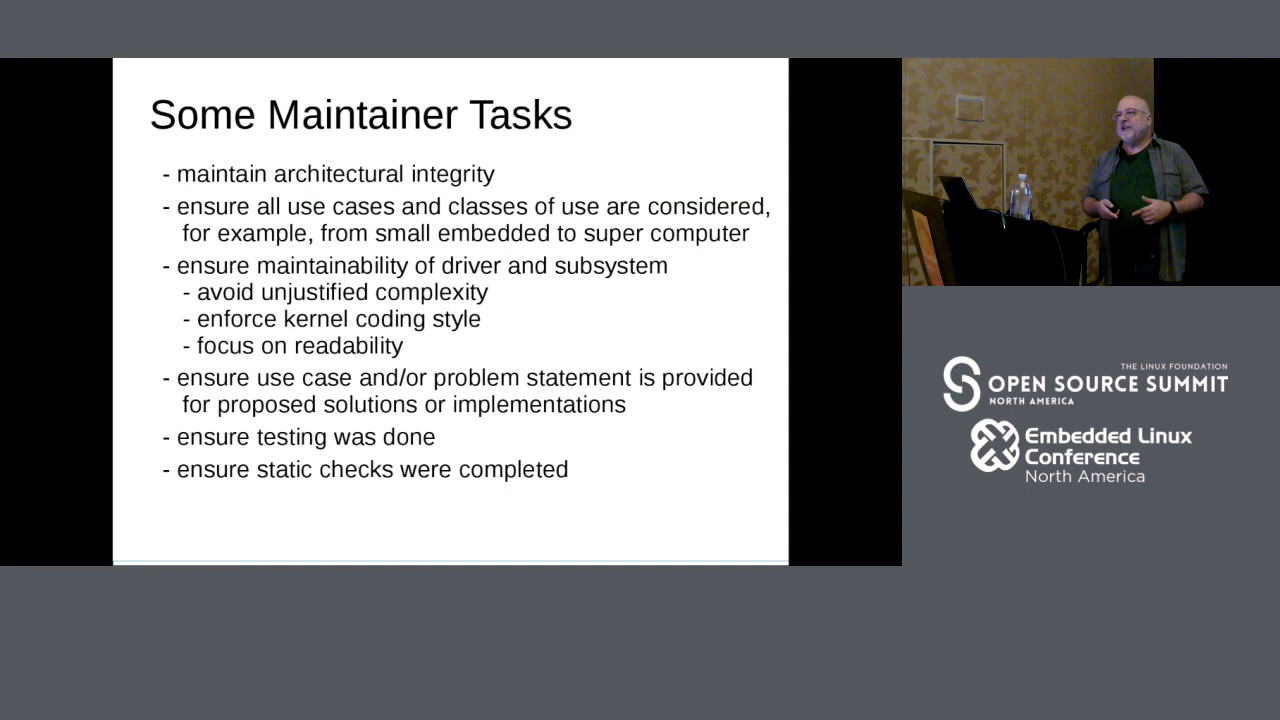 Some Maintainer Tasks
- maintain architectural integrity
- ensure all use cases and classes of use are considered,
for example, from small embedded to super computer
- ensure maintainability of driver and subsystem
- avoid unjustified complexity
- enforce kernel coding style
- focus on readability
- ensure use case and/or problem statement is provided
for proposed solutions or implementations
- ensure testing was done
- ensure static checks were completed
THE LINUX FOUNDATION
OPEN SOURCE SUMMIT
NORTH AMERICA
Embedded Linux
Conference
North America